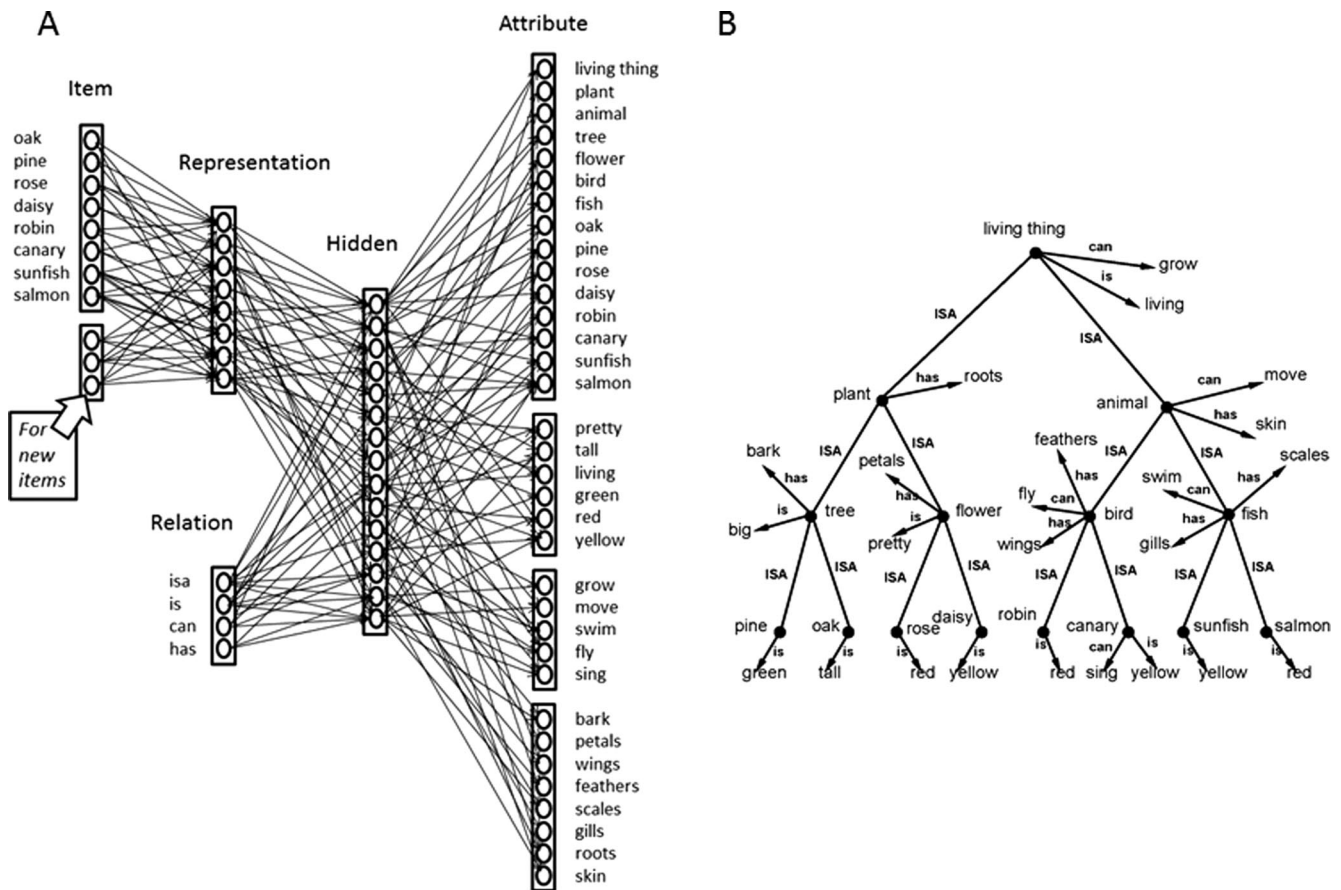 A
Item
oak
pine
rose
daisy
robin
canary
sunfish
salmon
For
new
items
Representation
Relation
isa
is
can
has
Hidden
Attribute
living thing
plant
animal
tree
flower
bird
fish
oak
pine
rose
daisy
robin
canary
sunfish
salmon
pretty
tall
living
green
red
yellow
grow
move
swim
fly
sing
bark
petals
wings
feathers
scales
gills
roots
skin
B
living thing
can
grow
is
living
ISA
ISA
plant
has
roots
animal
can
move
has
skin
ISA
ISA
ISA
ISA
bark
has
is
big
tree
petals
has
is
pretty
flower
feathers
has
fly
can
has
wings
bird
swim
can
has
gills
has
scales
fish
ISA
ISA
ISA
ISA
ISA
ISA
ISA
ISA
pine
oak
rose
daisy
robin
canary
sunfish
salmon
is
is
is
is
is
can
is
is
is
green
tall
red
yellow
red
sing
yellow
yellow
red